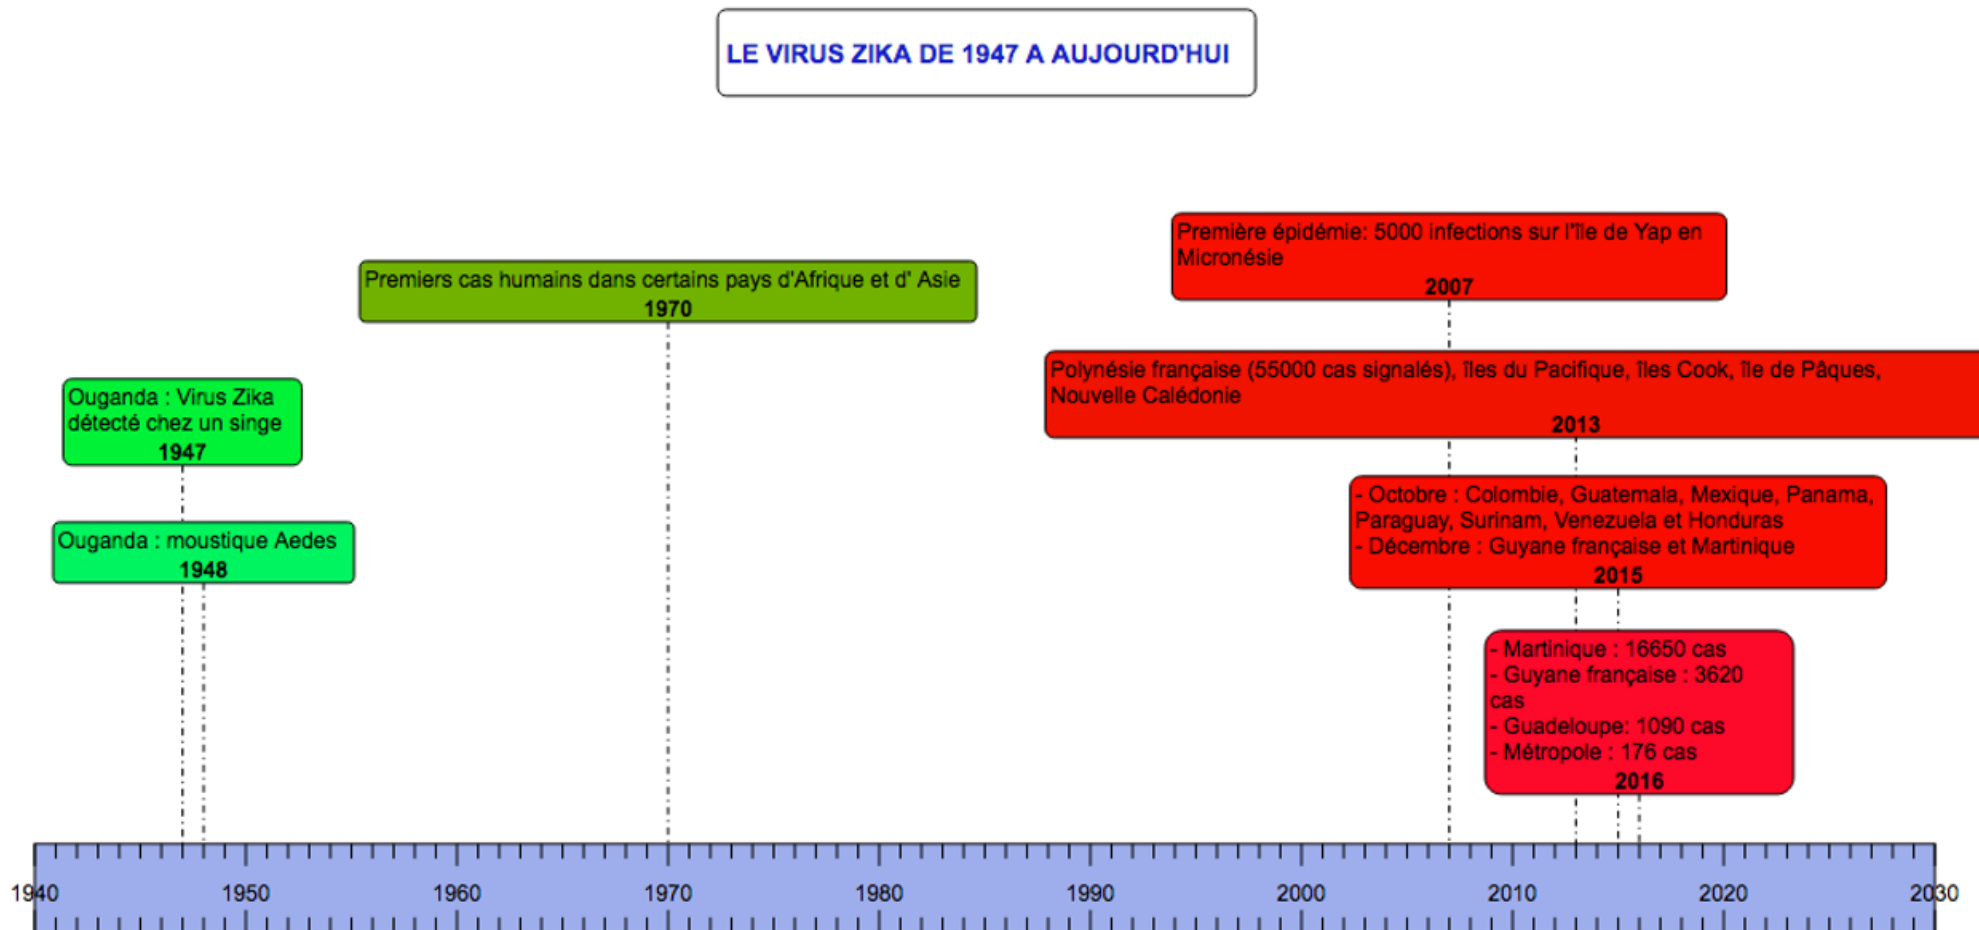 LE VIRUS ZIKA DE 1947 A AUJOURD'HUI
Première épidémie: 5000 infections sur l'île de Yap en
Micronésie
2007
Premiers cas humains dans certains pays d'Afrique et d' Asie
1970
Polynésie française (55000 cas signalés), îles du Pacifique, îles Cook, île de Pâques,
Nouvelle Calédonie
2013
Ouganda : Virus Zika
détecté chez un singe
1947
- Octobre : Colombie, Guatemala, Mexique, Panama,
Paraguay, Surinam, Venezuela et Honduras
- Décembre : Guyane française et Martinique
2015
Ouganda : moustique Aedes
1948
- Martinique : 16650 cas
- Guyane française : 3620
cas
- Guadeloupe: 1090 cas
- Métropole : 176 cas
2016
1940 1950 1960 1970 1980 1990 2000 2010 2020 2030